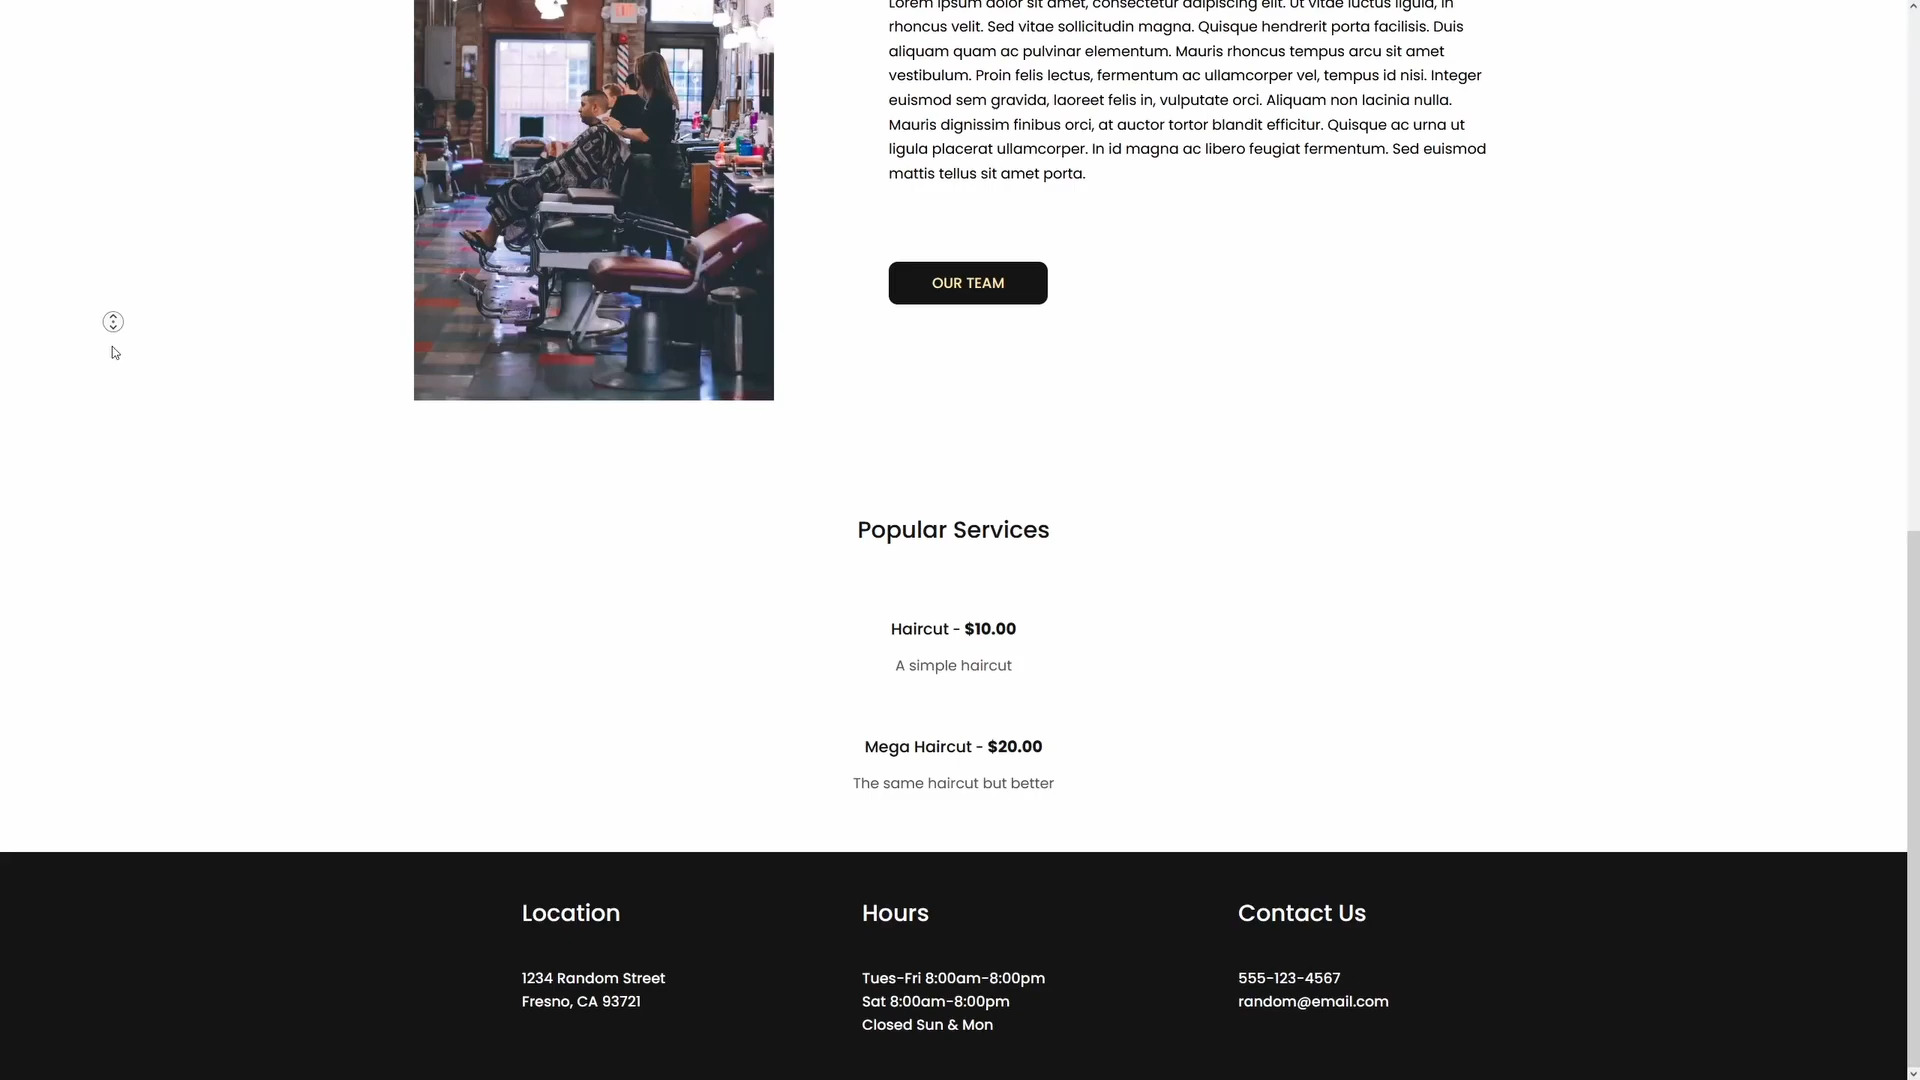 Lorem ipsum dolor sit amet, consectetur adipiscing elit. Ut vitae luctus ligula, in
rhoncus velit. Sed vitae sollicitudin magna. Quisque hendrerit porta facilisis. Duis
aliquam quam ac pulvinar elementum. Mauris rhoncus tempus arcu sit amet
vestibulum. Proin felis lectus, fermentum ac ullamcorper vel, tempus id nisi. Integer
euismod sem gravida, laoreet felis in, vulputate orci. Aliquam non lacinia nulla.
Mauris dignissim finibus orci, at auctor tortor blandit efficitur. Quisque ac urna ut
ligula placerat ullamcorper. In id magna ac libero feugiat fermentum. Sed euismod
mattis tellus sit amet porta.
OUR TEAM
Popular Services
Haircut - $10.00
A simple haircut
Mega Haircut - $20.00
The same haircut but better
Location
1234 Random Street
Fresno, CA 93721
Hours
Tues-Fri 8:00am-8:00pm
Sat 8:00am-8:00pm
Closed Sun & Mon
Contact Us
555-123-4567
random@email.com